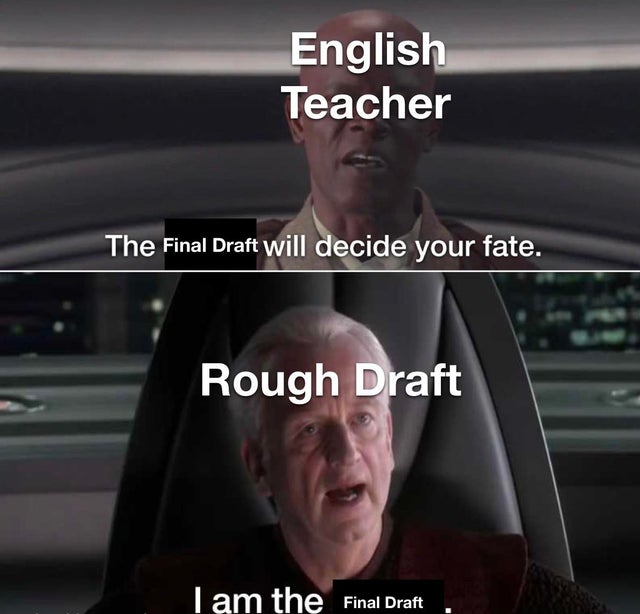 English
Teacher
The Final Draft will decide your fate.
Rough Draft
I am the Final Draft .